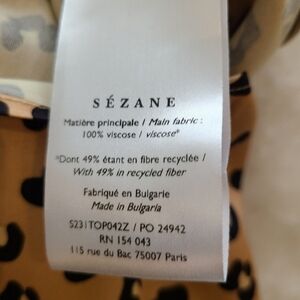 SÉZANE
Matière principale / Main fabric :
100% viscose / viscose*
*Dont 49% étant en fibre recyclée /
With 49% in recycled fiber
Fabriqué en Bulgarie
Made in Bulgaria
S231TOP042Z / PO 24942
RN 154 043
115 rue du Bac 75007 Paris